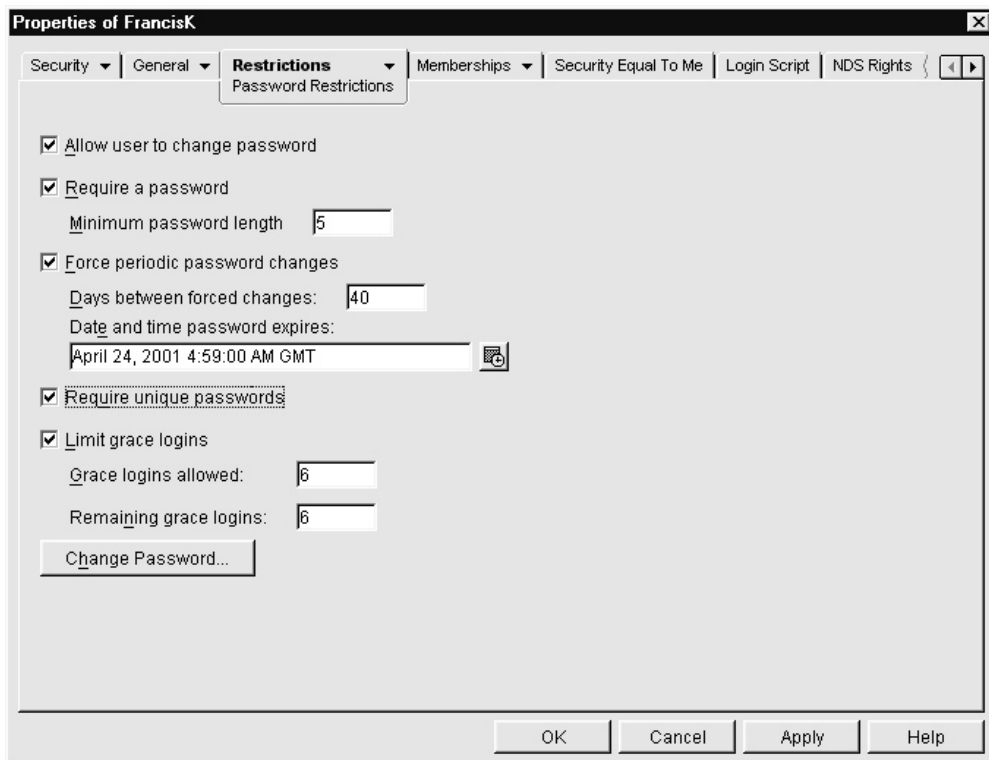 Properties of FrancisK
Security General Restrictions Memberships Security Equal To Me Login Script NDS Rights
Password Restrictions
Allow user to change password
Require a password
Minimum password length 5
Force periodic password changes
Days between forced changes: 40
Date and time password expires:
April 24, 2001 4:59:00 AM GMT
Require unique passwords
Limit grace logins
Grace logins allowed: 6
Remaining grace logins: 6
Change Password...
OK Cancel Apply Help